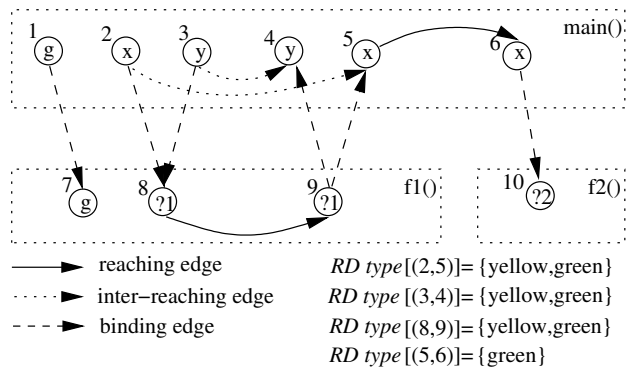 main()
1 2 3 4 5 6
g x y y x x
7 8 9 f1() 10 f2()
g ?1 ?1 ?2
reaching edge RD type[(2,5)]= {yellow,green}
inter−reaching edge RD type[(3,4)]= {yellow,green}
binding edge RD type[(8,9)]= {yellow,green}
RD type[(5,6)]= {green}